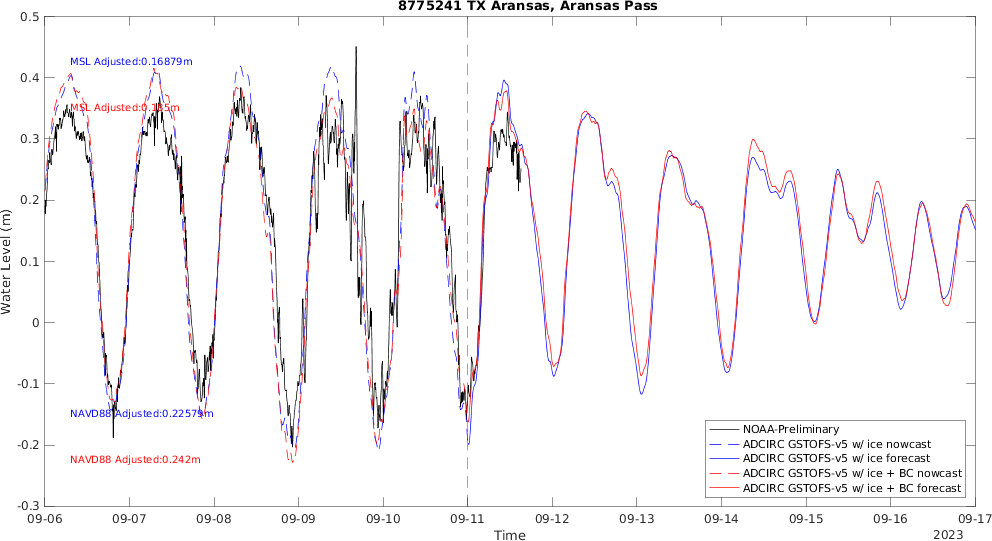 8775241 TX Aransas, Aransas Pass
0.5
0.4
0.3
0.2
0.1
0
-0.1
-0.2
-0.3
Water Level (m)
MSL Adjusted:0.16879m
MSL Adjusted:0.185m
NAVD88 Adjusted:0.22579m
NAVD88 Adjusted:0.242m
NOAA-Preliminary
ADCIRC GSTOFS-v5 w/ ice nowcast
ADCIRC GSTOFS-v5 w/ ice forecast
ADCIRC GSTOFS-v5 w/ ice + BC nowcast
ADCIRC GSTOFS-v5 w/ ice + BC forecast
09-06 09-07 09-08 09-09 09-10 09-11 09-12 09-13 09-14 09-15 09-16 09-17
Time
2023